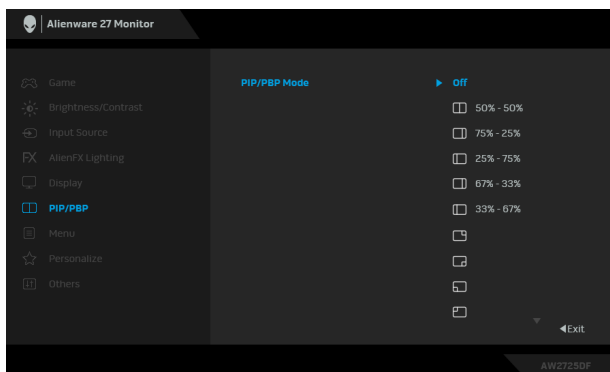 Alienware 27 Monitor
Game
Brightness/Contrast
Input Source
AlienFX Lighting
Display
PIP/PBP
Menu
Personalize
Others
PIP/PBP Mode
Off
50% - 50%
75% - 25%
25% - 75%
67% - 33%
33% - 67%
Exit
AW2725DF